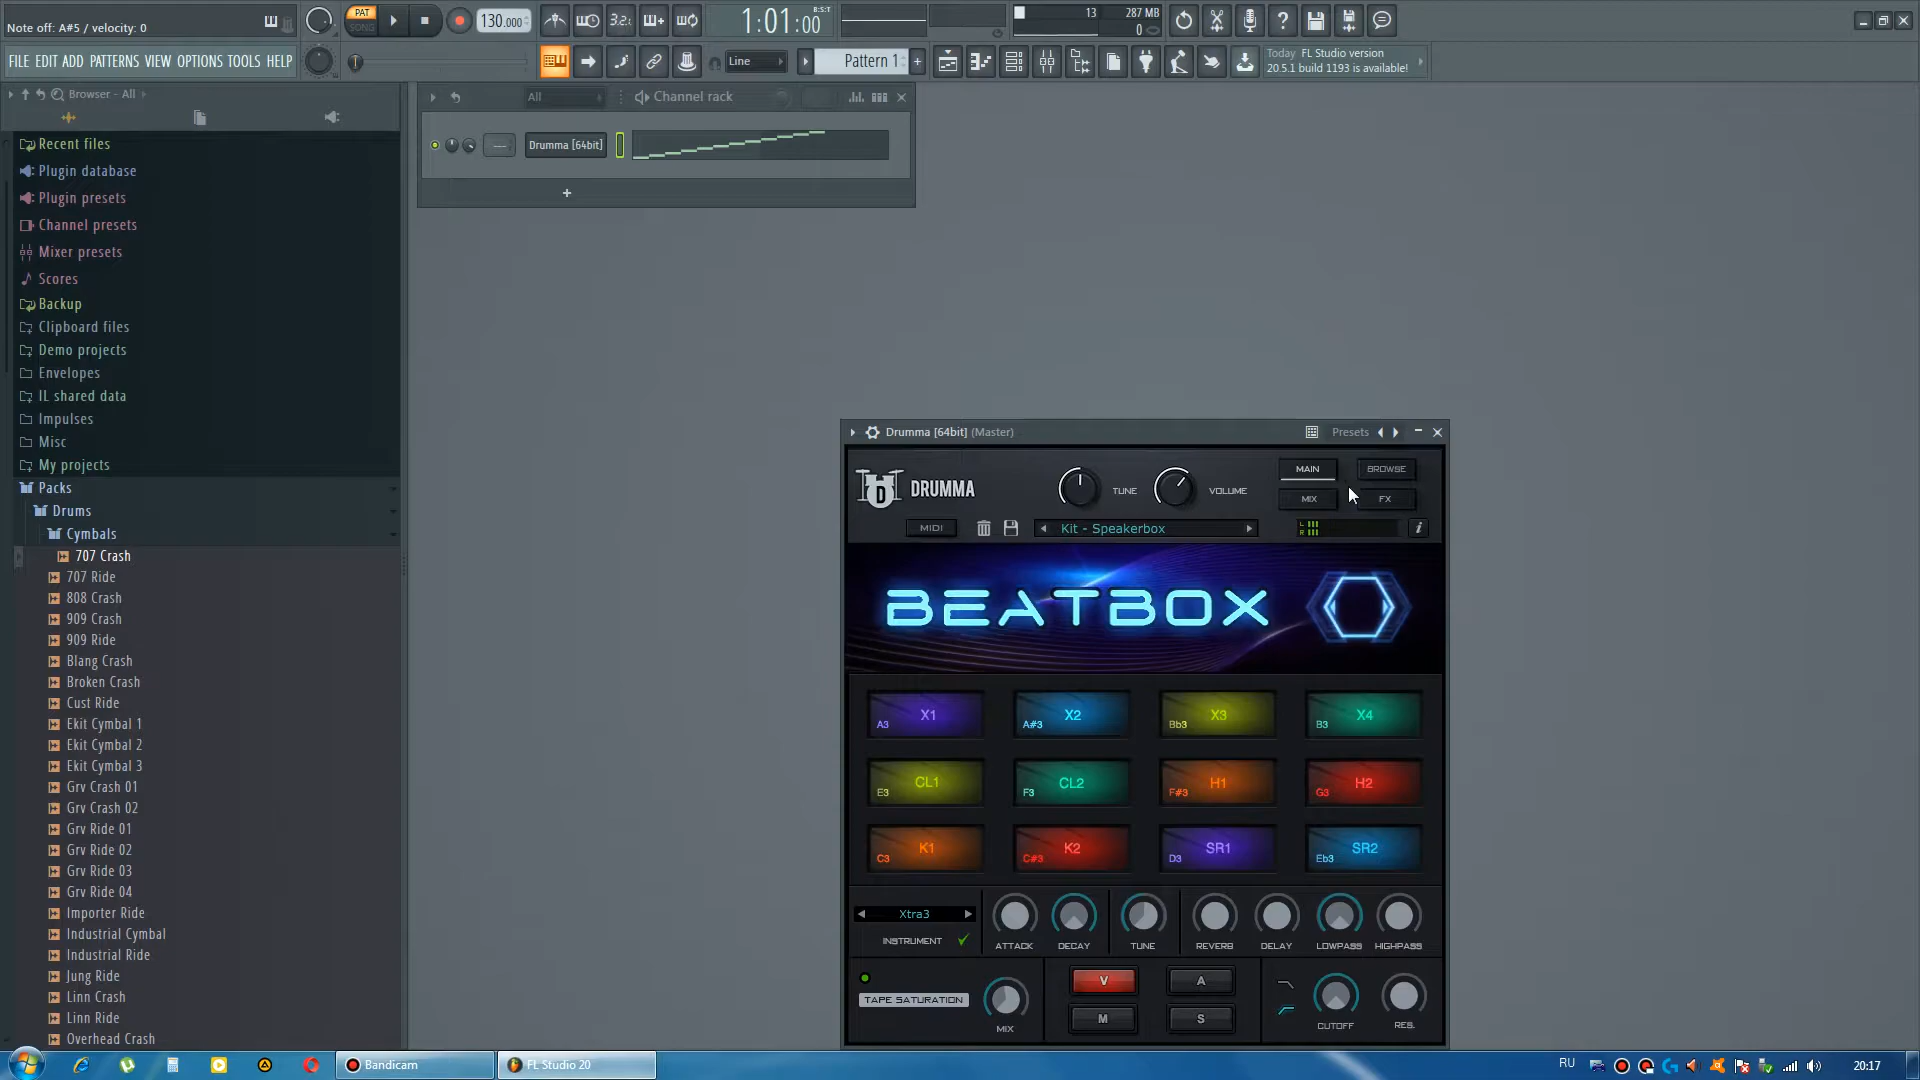 Note off: A#5 / velocity: 0
PAT
SONG
130.000
3.2.
1:01:00
B:S:T
13
287 MB
0
FILE EDIT ADD PATTERNS VIEW OPTIONS TOOLS HELP
Line
Pattern 1
Today FL Studio version
20.5.1 build 1193 is available!
Browser - All
Recent files
Plugin database
Plugin presets
Channel presets
Mixer presets
Scores
Backup
Clipboard files
Demo projects
Envelopes
IL shared data
Impulses
Misc
My projects
Packs
Drums
Cymbals
707 Crash
707 Ride
808 Crash
909 Crash
909 Ride
Blang Crash
Broken Crash
Cust Ride
Ekit Cymbal 1
Ekit Cymbal 2
Ekit Cymbal 3
Grv Crash 01
Grv Crash 02
Grv Ride 01
Grv Ride 02
Grv Ride 03
Grv Ride 04
Importer Ride
Industrial Cymbal
Industrial Ride
Jung Ride
Linn Crash
Linn Ride
Overhead Crash
All
Channel rack
Drumma [64bit]
Drumma [64bit] (Master)
Presets
D
DRUMMA
TUNE
VOLUME
MAIN
BROWSE
MIX
FX
MIDI
Kit - Speakerbox
L
R
i
BEATBOX
A3 X1
A#3 X2
Bb3 X3
B3 X4
E3 CL1
F3 CL2
F#3 H1
G3 H2
C3 K1
C#3 K2
D3 SR1
Eb3 SR2
Xtra3
INSTRUMENT
ATTACK
DECAY
TUNE
REVERB
DELAY
LOWPASS
HIGHPASS
TAPE SATURATION
MIX
V
A
M
S
CUTOFF
RES.
Bandicam
FL Studio 20
RU
20:17